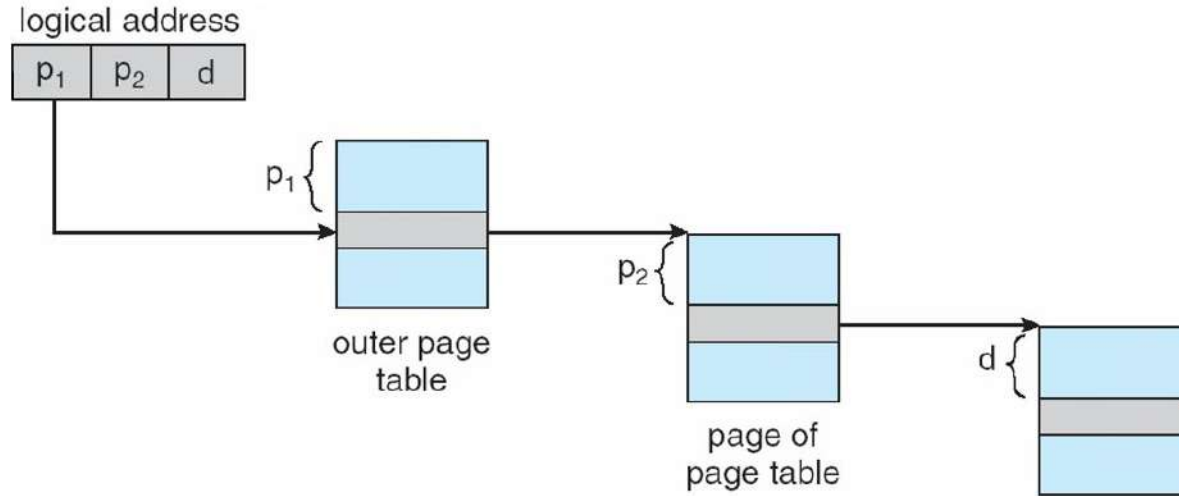 logical address
p₁ p₂ d
p₁
outer page
table
p₂
page of
page table
d